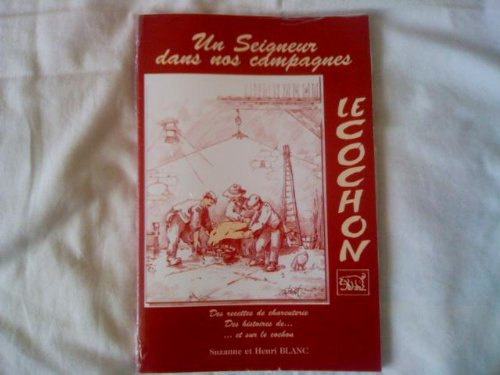 Un Seigneur
dans nos campagnes
LE COCHON
Des recettes de charcuterie
Des histoires de...
... et sur le cochon
Suzanne et Henri BLANC